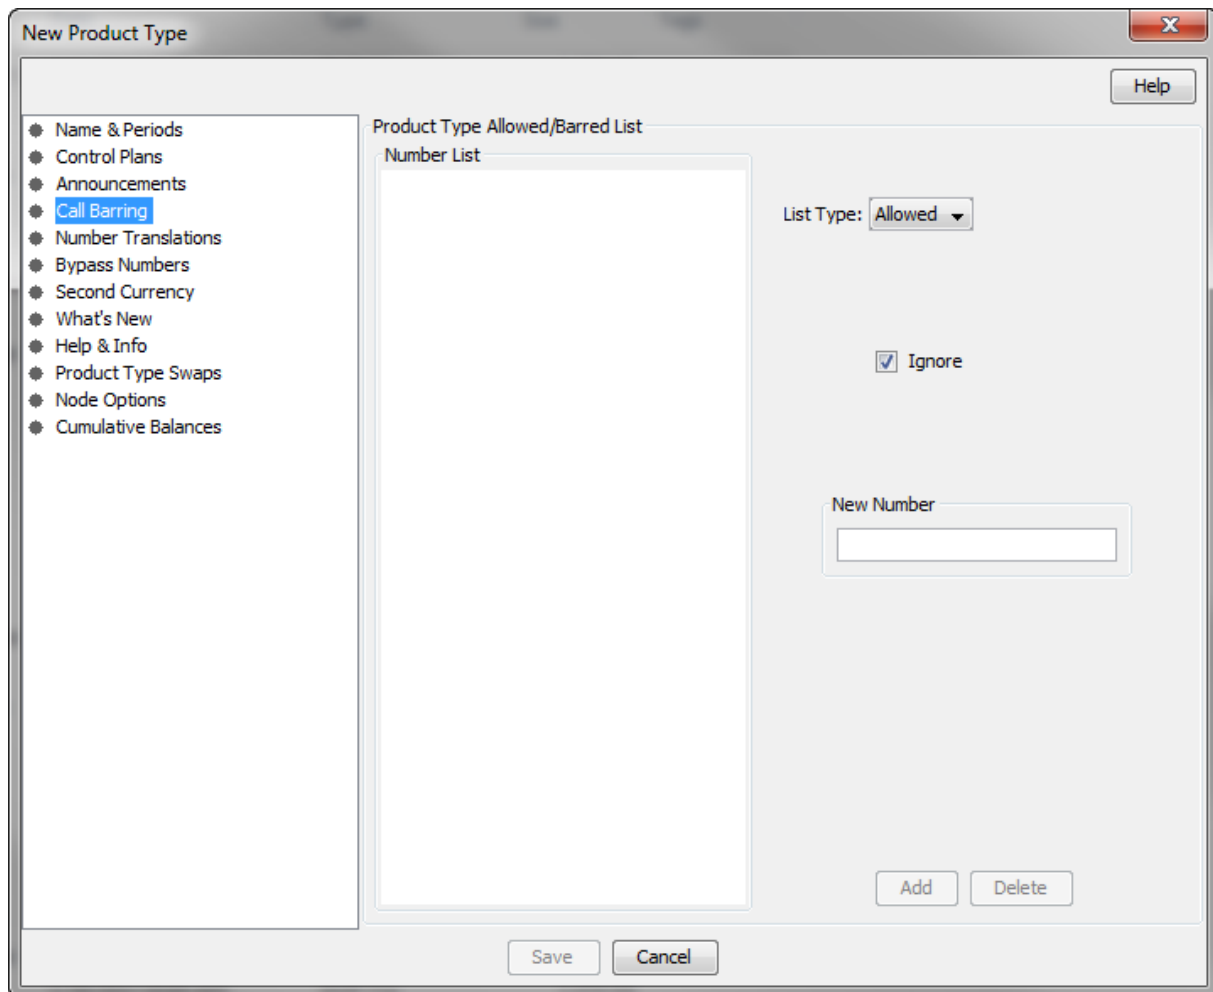 New Product Type
Help
Name & Periods
Control Plans
Announcements
Call Barring
Number Translations
Bypass Numbers
Second Currency
What's New
Help & Info
Product Type Swaps
Node Options
Cumulative Balances
Product Type Allowed/Barred List
Number List
List Type: Allowed
Ignore
New Number
Add Delete
Save Cancel